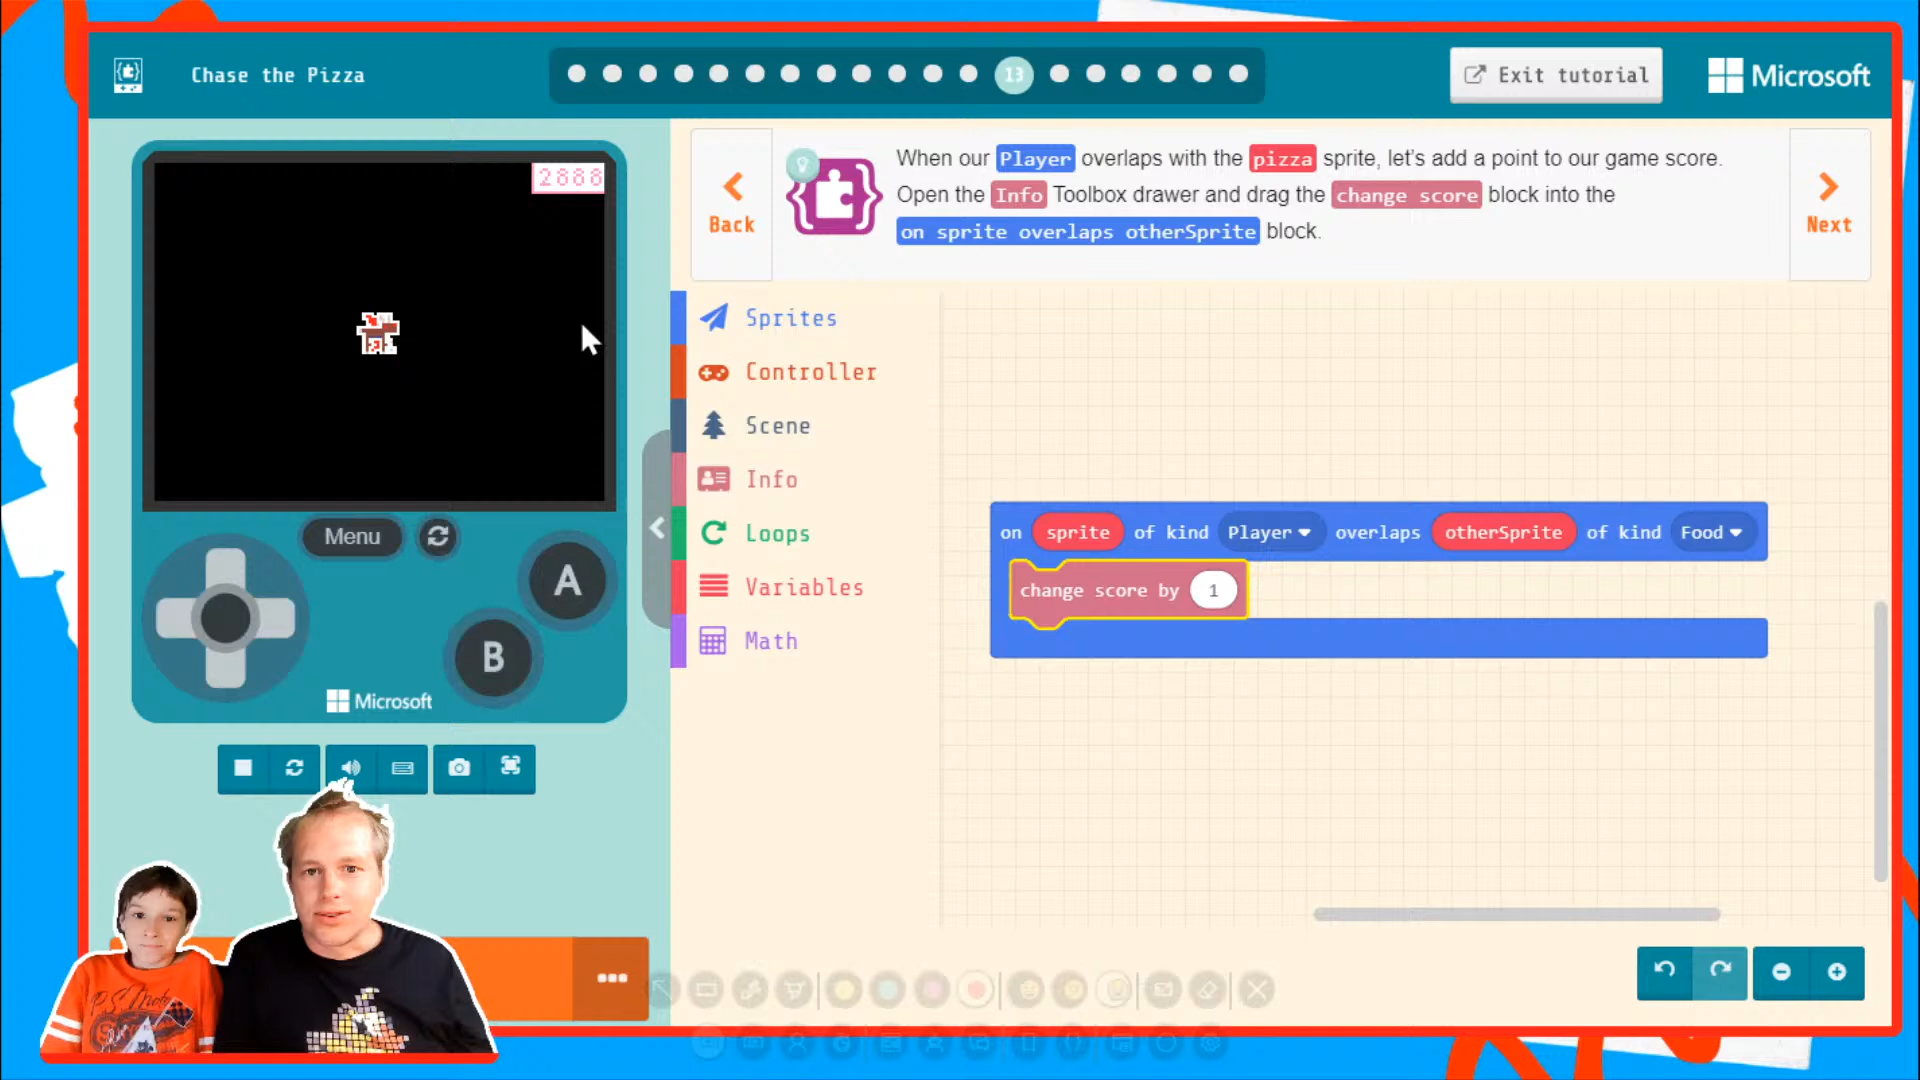 Chase the Pizza
13
Exit tutorial
Microsoft
2888
Back
When our Player overlaps with the pizza sprite, let's add a point to our game score.
Open the Info Toolbox drawer and drag the change score block into the
on sprite overlaps otherSprite block.
Next
Sprites
Controller
Scene
Info
Loops
Variables
Math
on sprite of kind Player overlaps otherSprite of kind Food
change score by 1
Menu
A
B
Microsoft